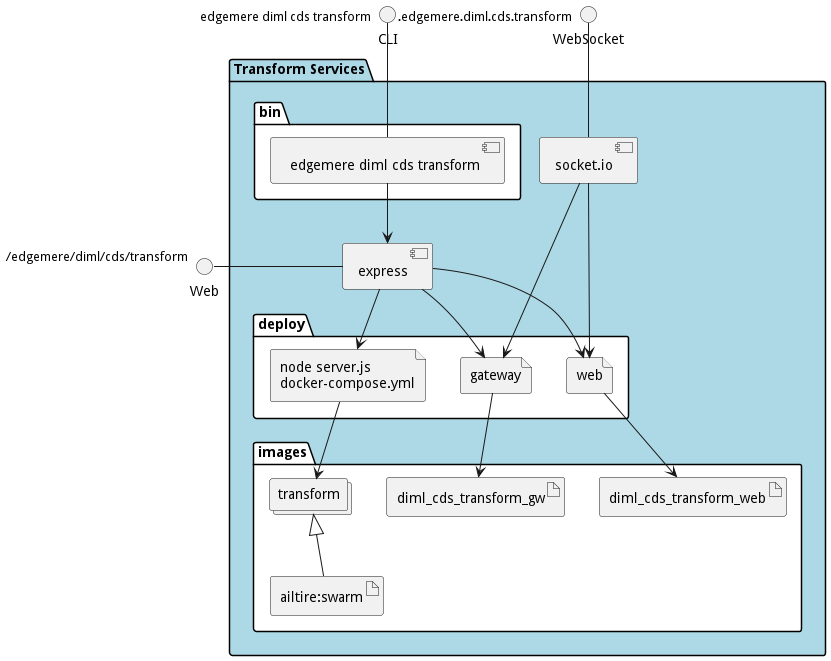 edgemere diml cds transform
.edgemere.diml.cds.transform
CLI
WebSocket
Transform Services
bin
edgemere diml cds transform
socket.io
/edgemere/diml/cds/transform
Web
express
deploy
node server.js
docker-compose.yml
gateway
web
images
transform
diml_cds_transform_gw
diml_cds_transform_web
ailtire:swarm